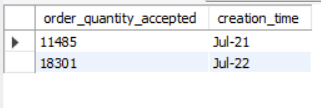 order_quantity_accepted creation_time
11485 Jul-21
18301 Jul-22